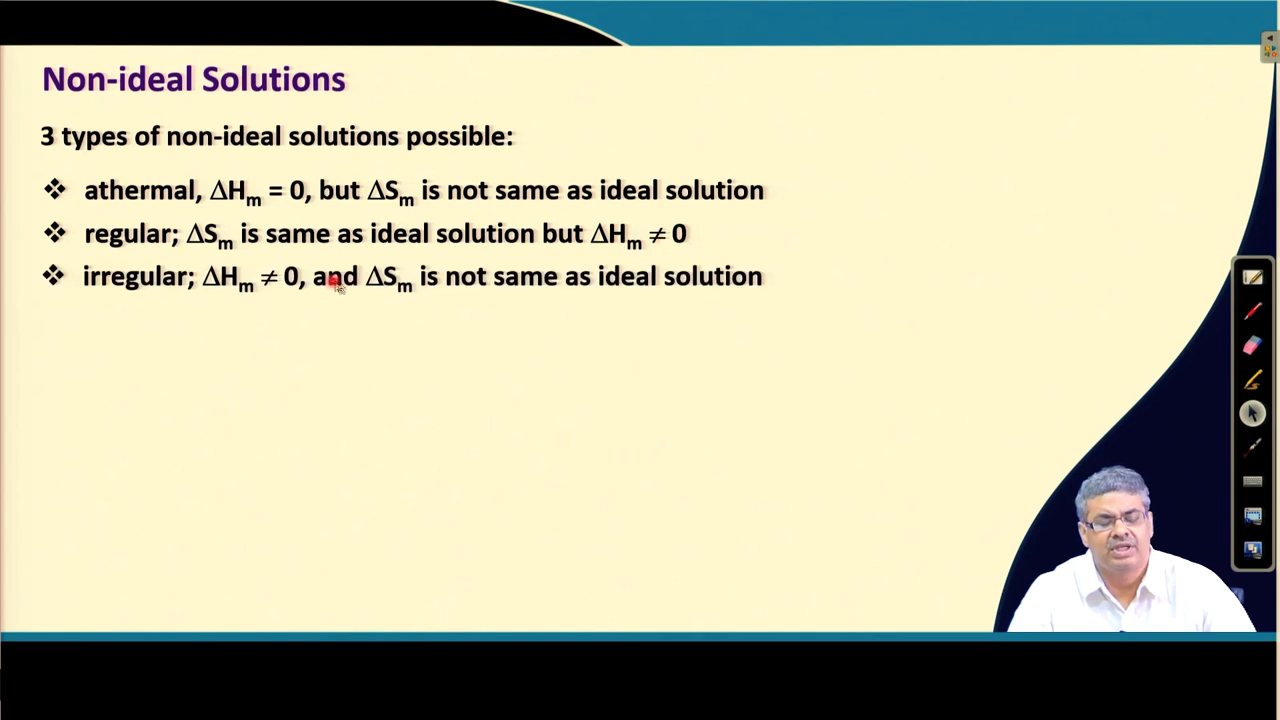 Non-ideal Solutions
3 types of non-ideal solutions possible:
❖ athermal, ΔHₘ = 0, but ΔSₘ is not same as ideal solution
❖ regular; ΔSₘ is same as ideal solution but ΔHₘ ≠ 0
❖ irregular; ΔHₘ ≠ 0, and ΔSₘ is not same as ideal solution